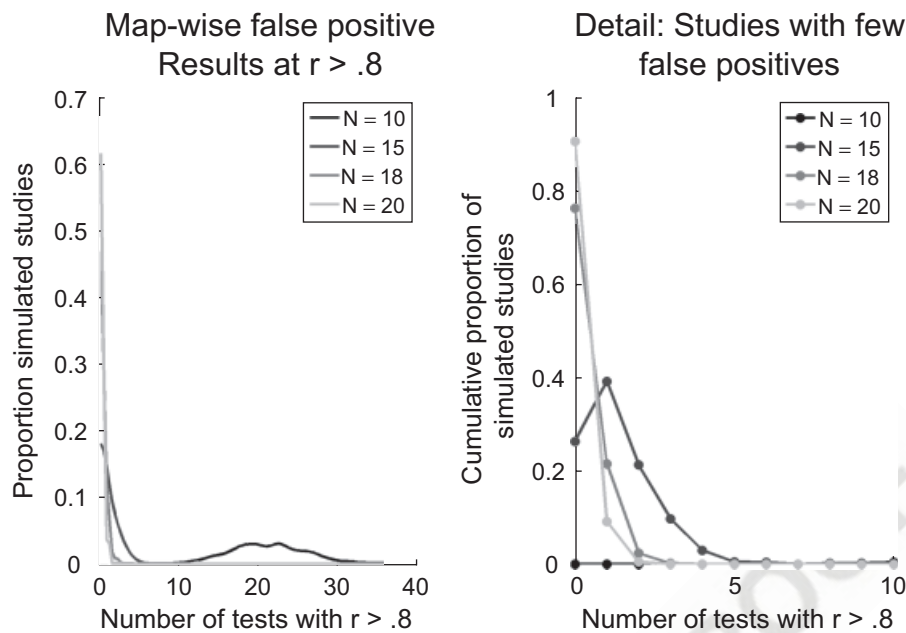 Map-wise false positive
Results at r > .8
0.7
0.6
0.5
0.4
0.3
0.2
0.1
0
Proportion simulated studies
N = 10
N = 15
N = 18
N = 20
0
10
20
30
40
Number of tests with r > .8
Detail: Studies with few
false positives
1
0.8
0.6
0.4
0.2
0
Cumulative proportion of
simulated studies
N = 10
N = 15
N = 18
N = 20
0
5
10
Number of tests with r > .8